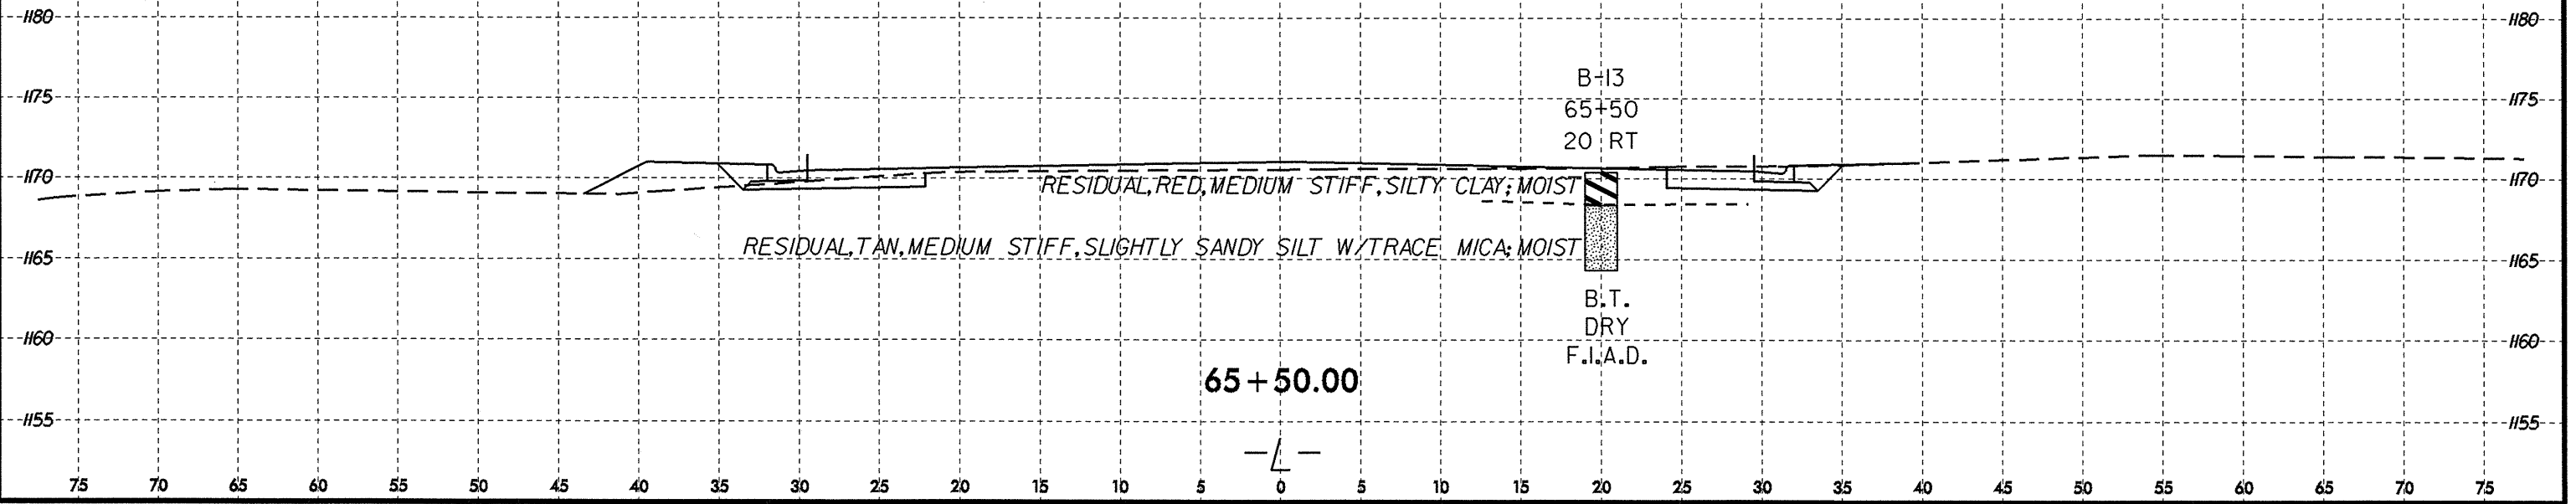 1180 1180
B-13
1175 1175
65+50
20 RT
1170 1170
RESIDUAL, RED, MEDIUM STIFF, SILTY CLAY; MOIST
RESIDUAL, TAN, MEDIUM STIFF, SLIGHTLY SANDY SILT W/TRACE MICA; MOIST
1165 1165
B.T.
DRY
1160 1160
F.I.A.D.
65+50.00
1155 1155
-L-
75 70 65 60 55 50 45 40 35 30 25 20 15 10 5 0 5 10 15 20 25 30 35 40 45 50 55 60 65 70 75